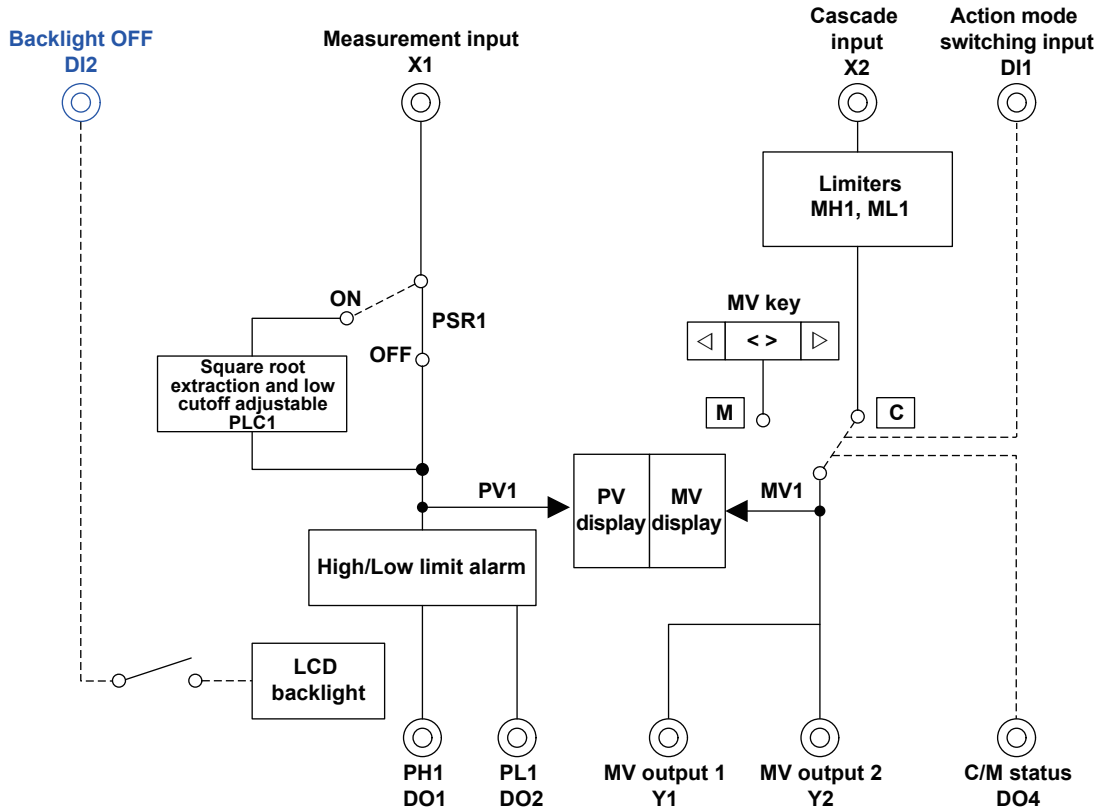 Backlight OFF
DI2
Measurement input
X1
Cascade
input
X2
Action mode
switching input
DI1
Limiters
MH1, ML1
ON
PSR1
OFF
MV key
◁ < > ▷
Square root
extraction and low
cutoff adjustable
PLC1
M
C
PV1
PV
display
MV
display
MV1
High/Low limit alarm
LCD
backlight
PH1
DO1
PL1
DO2
MV output 1
Y1
MV output 2
Y2
C/M status
DO4